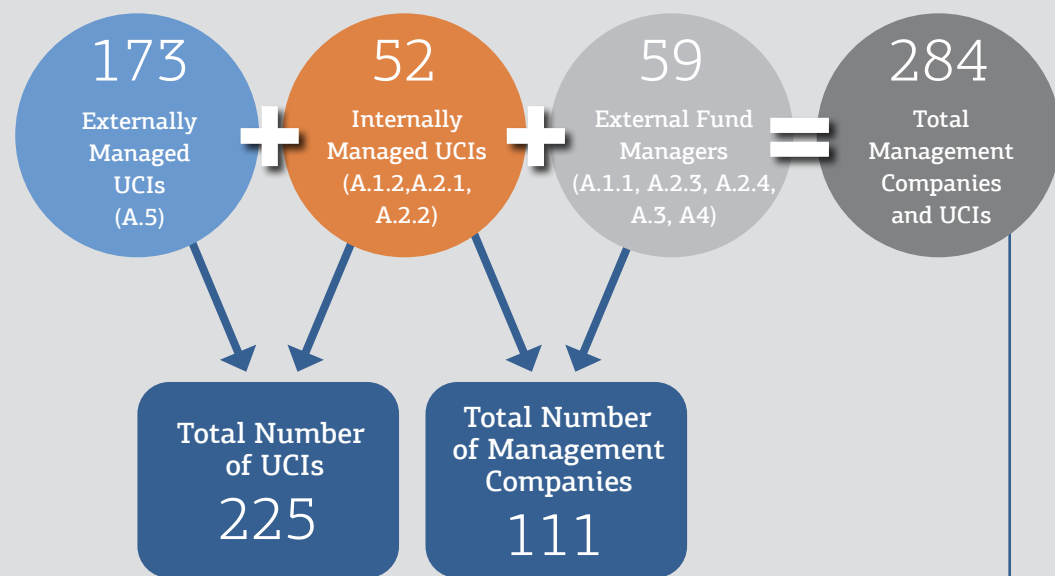 173
Externally
Managed
UCIs
(A.5)
+
52
Internally
Managed UCIs
(A.1.2,A.2.1,
A.2.2)
+
59
External Fund
Managers
(A.1.1, A.2.3, A.2.4,
A.3, A4)
=
284
Total
Management
Companies
and UCIs
Total Number
of UCIs
225
Total Number
of Management
Companies
111